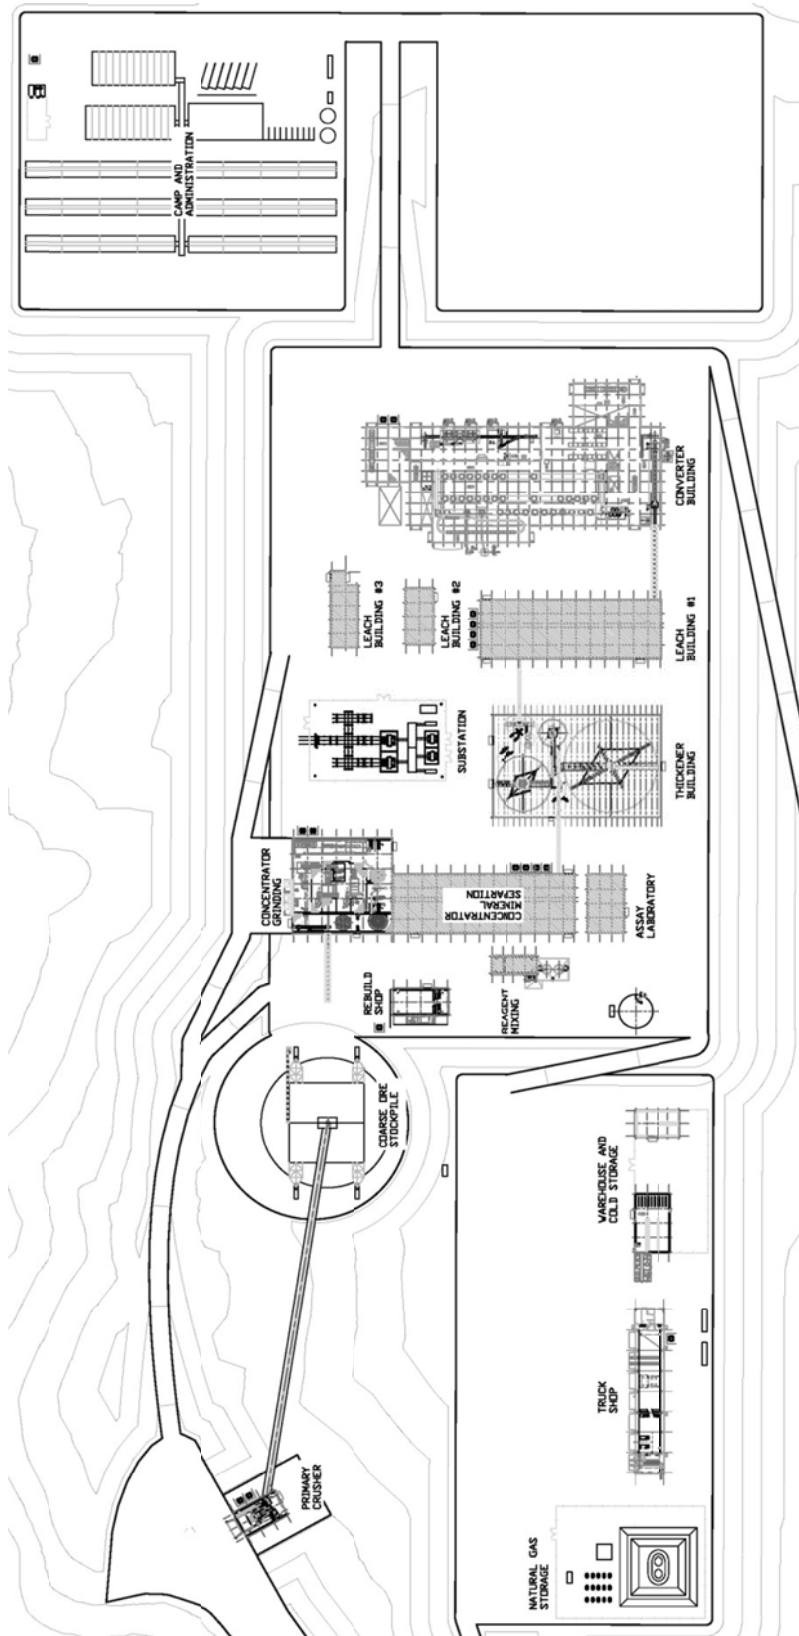 CAMP AND
ADMINISTRATION
CONVERTER
BUILDING
LEACH
BUILDING #3
LEACH
BUILDING #2
LEACH
BUILDING #1
SUBSTATION
THICKENER
BUILDING
CONCENTRATOR
GRINDING
CONCENTRATOR
MINERAL
SEPARTION
ASSAY
LABORATORY
REBUILD
SHOP
REAGENT
MIXING
COARSE ORE
STOCKPILE
WAREHOUSE AND
COLD STORAGE
TRUCK
SHOP
PRIMARY
CRUSHER
NATURAL GAS
STORAGE